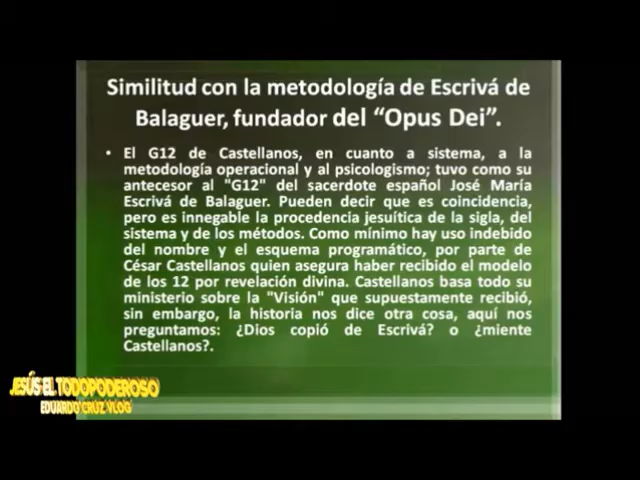 Similitud con la metodología de Escrivá de
Balaguer, fundador del “Opus Dei”.
• El G12 de Castellanos, en cuanto a sistema, a la
metodología operacional y al psicologismo; tuvo como su
antecesor al "G12" del sacerdote español José María
Escrivá de Balaguer. Pueden decir que es coincidencia,
pero es innegable la procedencia jesuítica de la sigla, del
sistema y de los métodos. Como mínimo hay uso indebido
del nombre y el esquema programático, por parte de
César Castellanos quien asegura haber recibido el modelo
de los 12 por revelación divina. Castellanos basa todo su
ministerio sobre la "Visión" que supuestamente recibió,
sin embargo, la historia nos dice otra cosa, aquí nos
preguntamos: ¿Dios copió de Escrivá? o ¿miente
Castellanos?.
JESÚS EL TODOPODEROSO
EDUARDO CRUZ VLOG